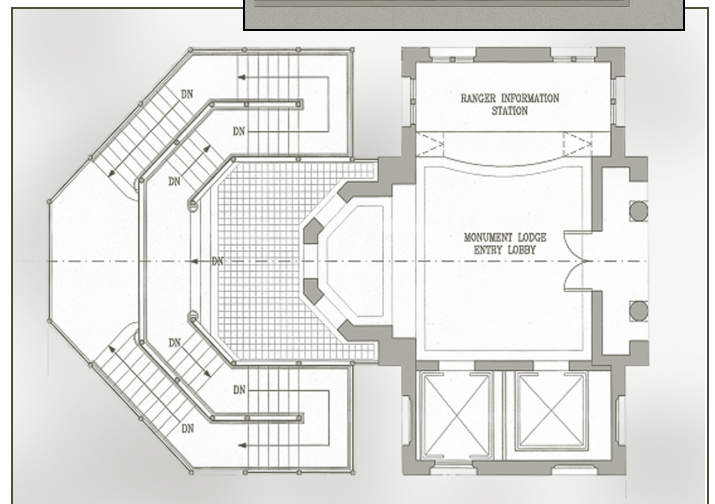 DN
DN
RANGER INFORMATION
STATION
DN
DN
MONUMENT LODGE
ENTRY LOBBY
DN
DN
DN